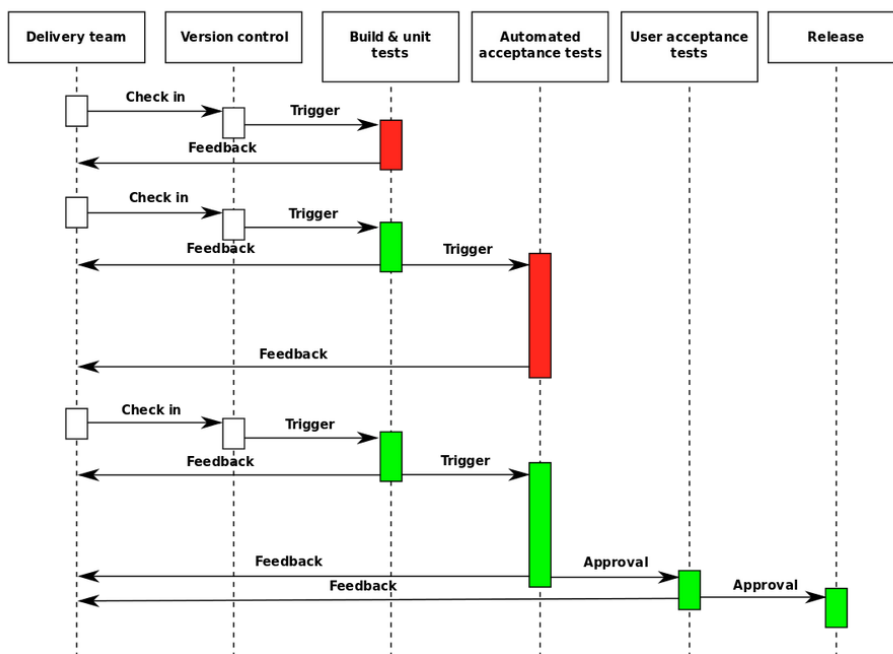 Delivery team
Version control
Build & unit
tests
Automated
acceptance tests
User acceptance
tests
Release
Check in
Trigger
Feedback
Check in
Trigger
Feedback
Trigger
Feedback
Check in
Trigger
Feedback
Trigger
Feedback
Approval
Feedback
Approval